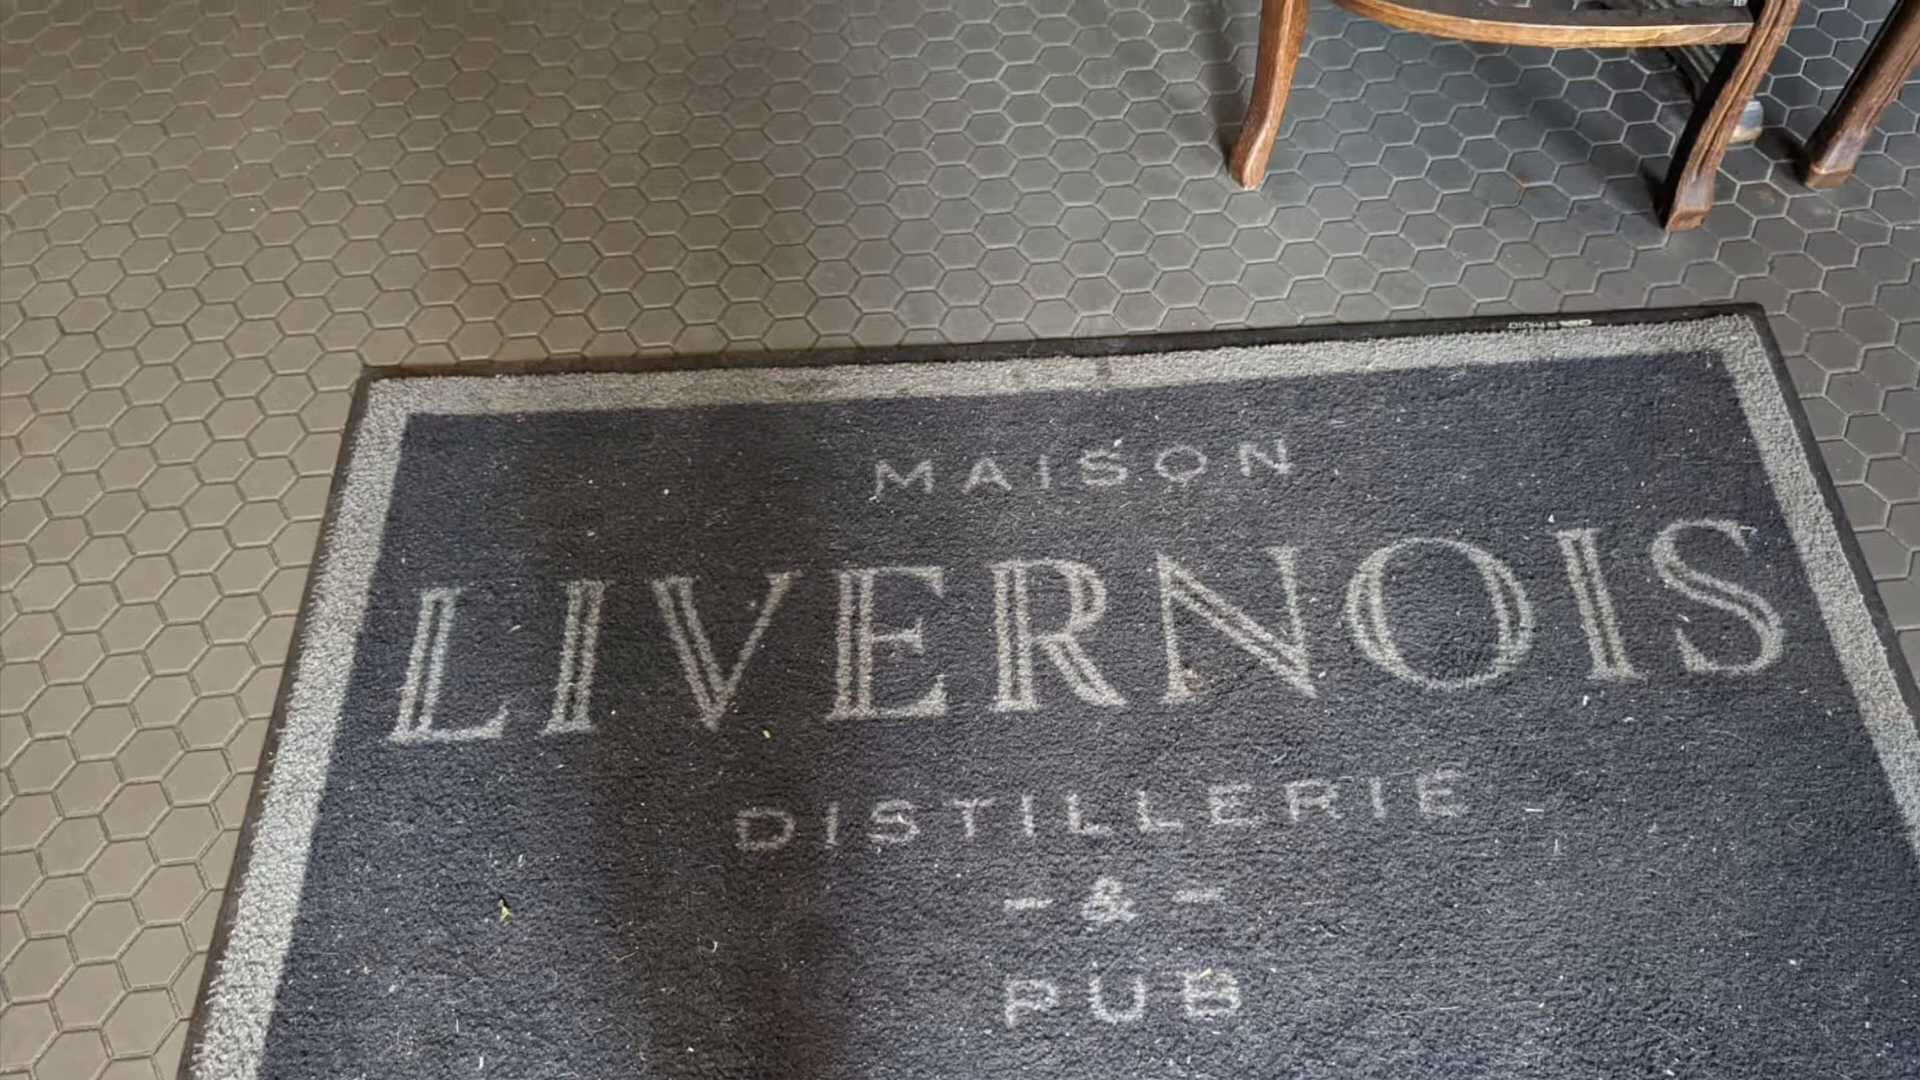 MAISON
LIVERNOIS
DISTILLERIE
- & -
PUB